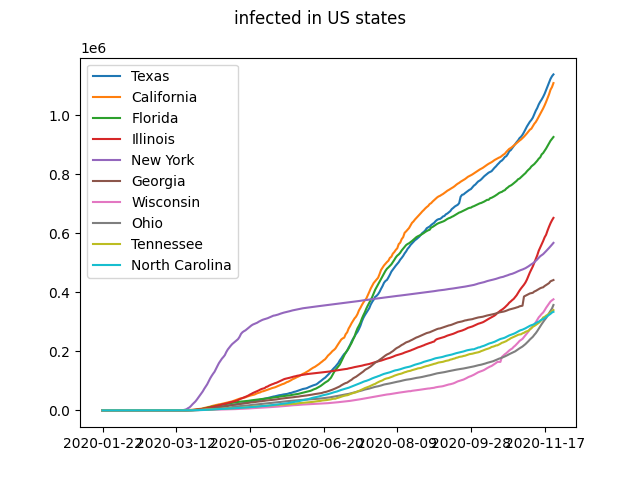 infected in US states
1e6
Texas
California
Florida
Illinois
New York
Georgia
Wisconsin
Ohio
Tennessee
North Carolina
1.0
0.8
0.6
0.4
0.2
0.0
2020-01-22 2020-03-12 2020-05-01 2020-06-20 2020-08-09 2020-09-28 2020-11-17